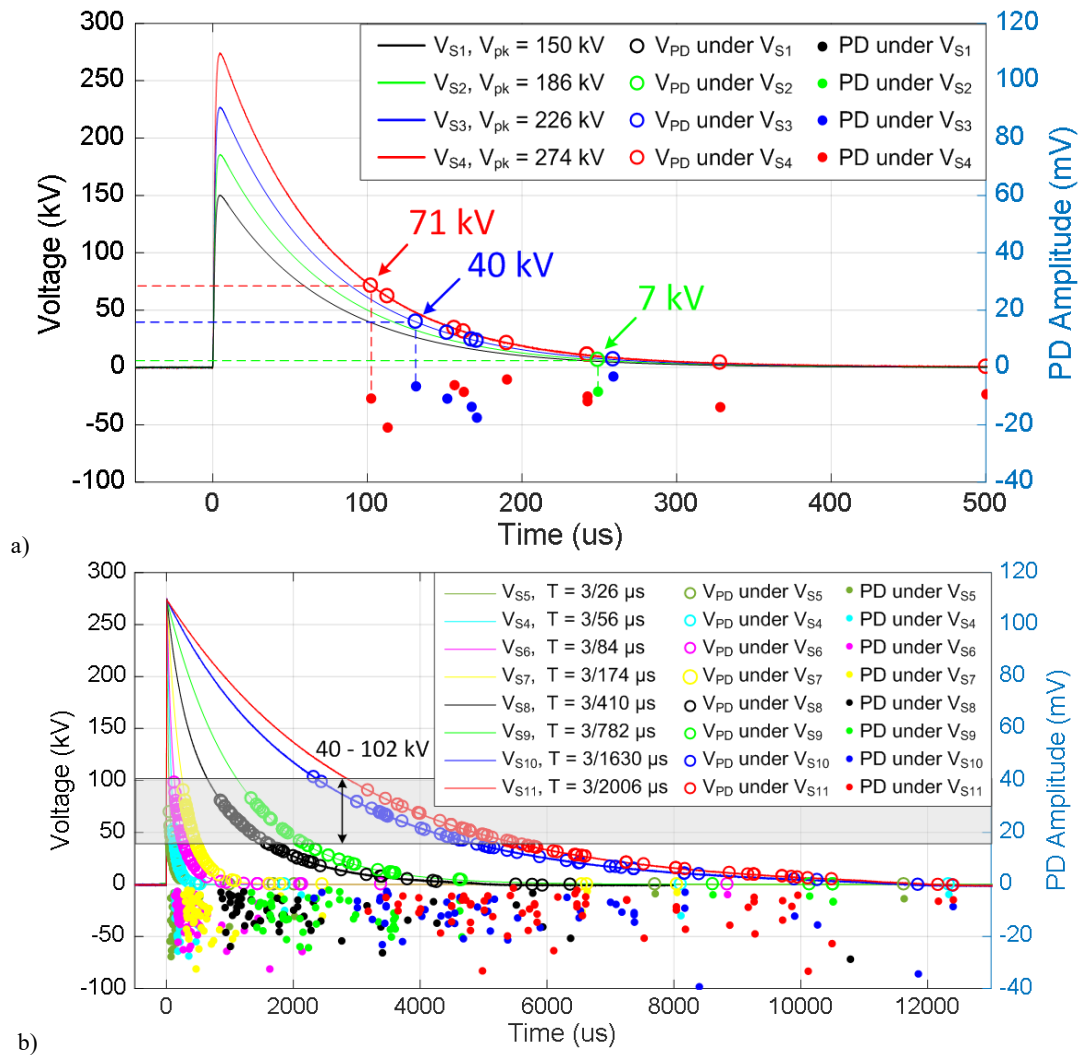 300
250
200
150
100
50
0
-50
-100
Voltage (kV)
120
100
80
60
40
20
0
-20
-40
PD Amplitude (mV)
V_S1, V_pk = 150 kV V_PD under V_S1 PD under V_S1
V_S2, V_pk = 186 kV V_PD under V_S2 PD under V_S2
V_S3, V_pk = 226 kV V_PD under V_S3 PD under V_S3
V_S4, V_pk = 274 kV V_PD under V_S4 PD under V_S4
71 kV
40 kV
7 kV
0 100 200 300 400 500
Time (us)
a)
300
250
200
150
100
50
0
-50
-100
Voltage (kV)
120
100
80
60
40
20
0
-20
-40
PD Amplitude (mV)
V_S5, T = 3/26 μs V_PD under V_S5 PD under V_S5
V_S4, T = 3/56 μs V_PD under V_S4 PD under V_S4
V_S6, T = 3/84 μs V_PD under V_S6 PD under V_S6
V_S7, T = 3/174 μs V_PD under V_S7 PD under V_S7
V_S8, T = 3/410 μs V_PD under V_S8 PD under V_S8
V_S9, T = 3/782 μs V_PD under V_S9 PD under V_S9
V_S10, T = 3/1630 μs V_PD under V_S10 PD under V_S10
V_S11, T = 3/2006 μs V_PD under V_S11 PD under V_S11
40 - 102 kV
0 2000 4000 6000 8000 10000 12000
Time (us)
b)